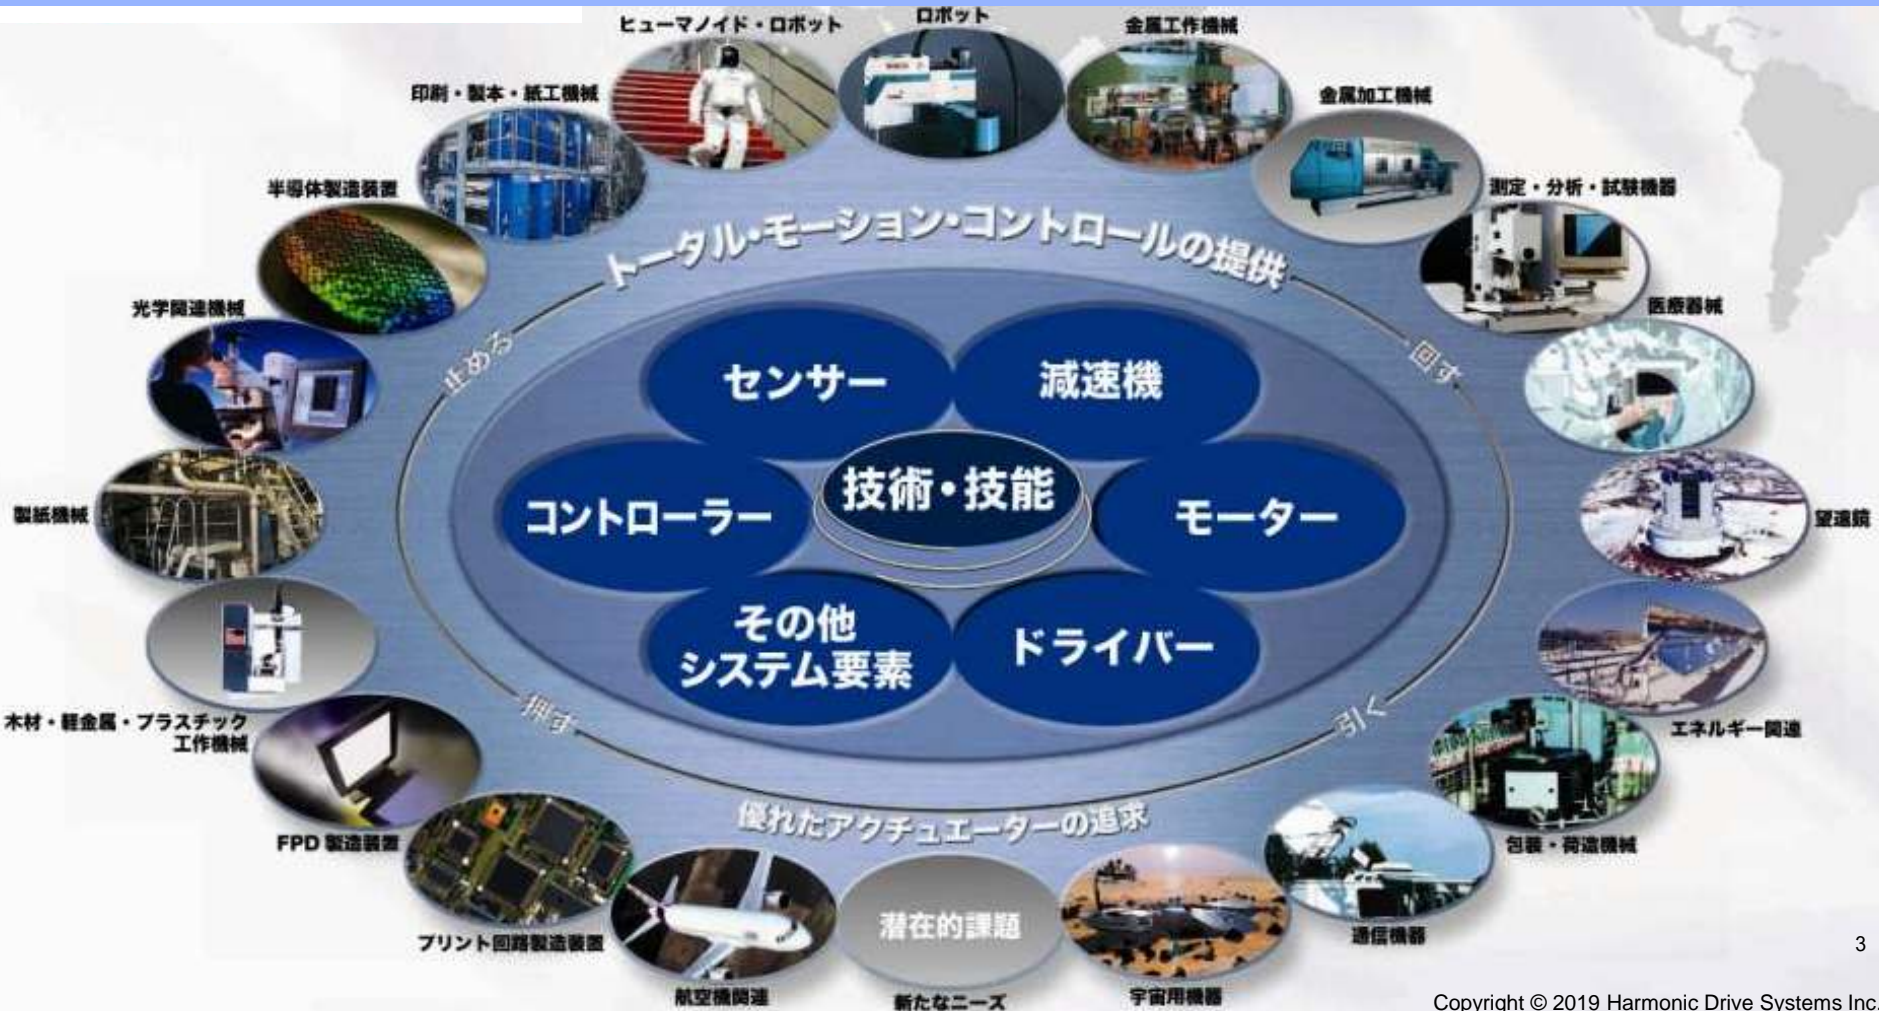 ヒューマノイド・ロボット
ロボット
金属工作機械
印刷・製本・紙工機械
金属加工機械
半導体製造装置
測定・分析・試験機器
トータル・モーション・コントロールの提供
光学関連機械
医療器械
止める
回す
センサー
減速機
技術・技能
コントローラー
モーター
製紙機械
望遠鏡
その他
システム要素
ドライバー
押す
引く
木材・軽金属・プラスチック
工作機械
エネルギー関連
優れたアクチュエーターの追求
FPD 製造装置
包装・荷造機械
プリント回路製造装置
潜在的課題
通信機器
航空機関連
新たなニーズ
宇宙用機器
3
Copyright © 2019 Harmonic Drive Systems Inc.